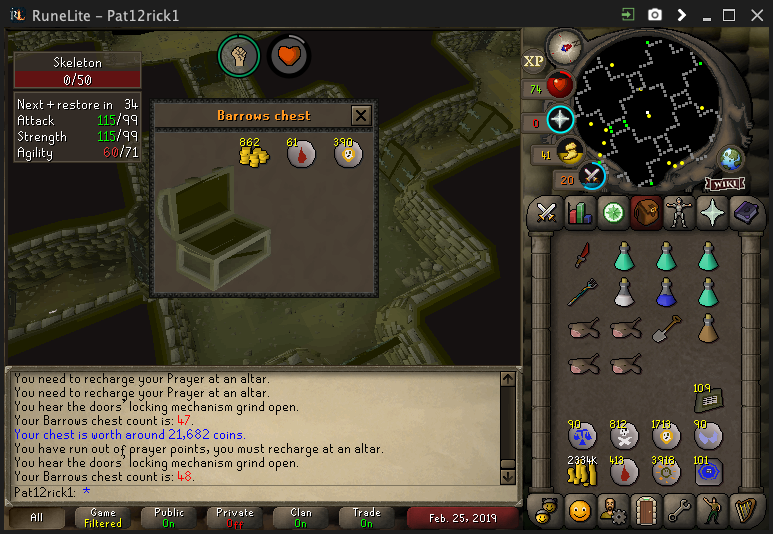 RuneLite - Pat12rick1
Skeleton
0/50
Next + restore in 34
Attack 115/99
Strength 115/99
Agility 60/71
Barrows chest
862 61 390
XP
74
0
41
20
WIKI
109
90 812 1713 90
2334K 413 3918 101
You need to recharge your Prayer at an altar.
You need to recharge your Prayer at an altar.
You hear the doors' locking mechanism grind open.
Your Barrows chest count is: 47.
Your chest is worth around 21,682 coins.
You have run out of prayer points, you must recharge at an altar.
You hear the doors' locking mechanism grind open.
Your Barrows chest count is: 48.
Pat12rick1: *
All
Game
Filtered
Public
On
Private
Off
Clan
On
Trade
On
Feb. 25, 2019